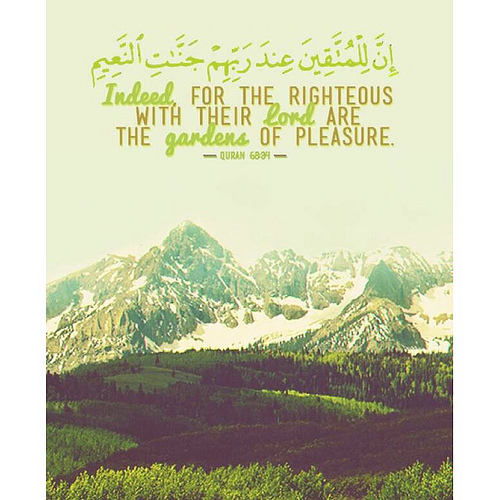 إِنَّ لِلْمُتَّقِينَ عِندَ رَبِّهِمْ جَنَّـٰتِ ٱلنَّعِيمِ
Indeed, FOR THE RIGHTEOUS
WITH THEIR Lord ARE
THE gardens OF PLEASURE.
— QURAN 68:34 —